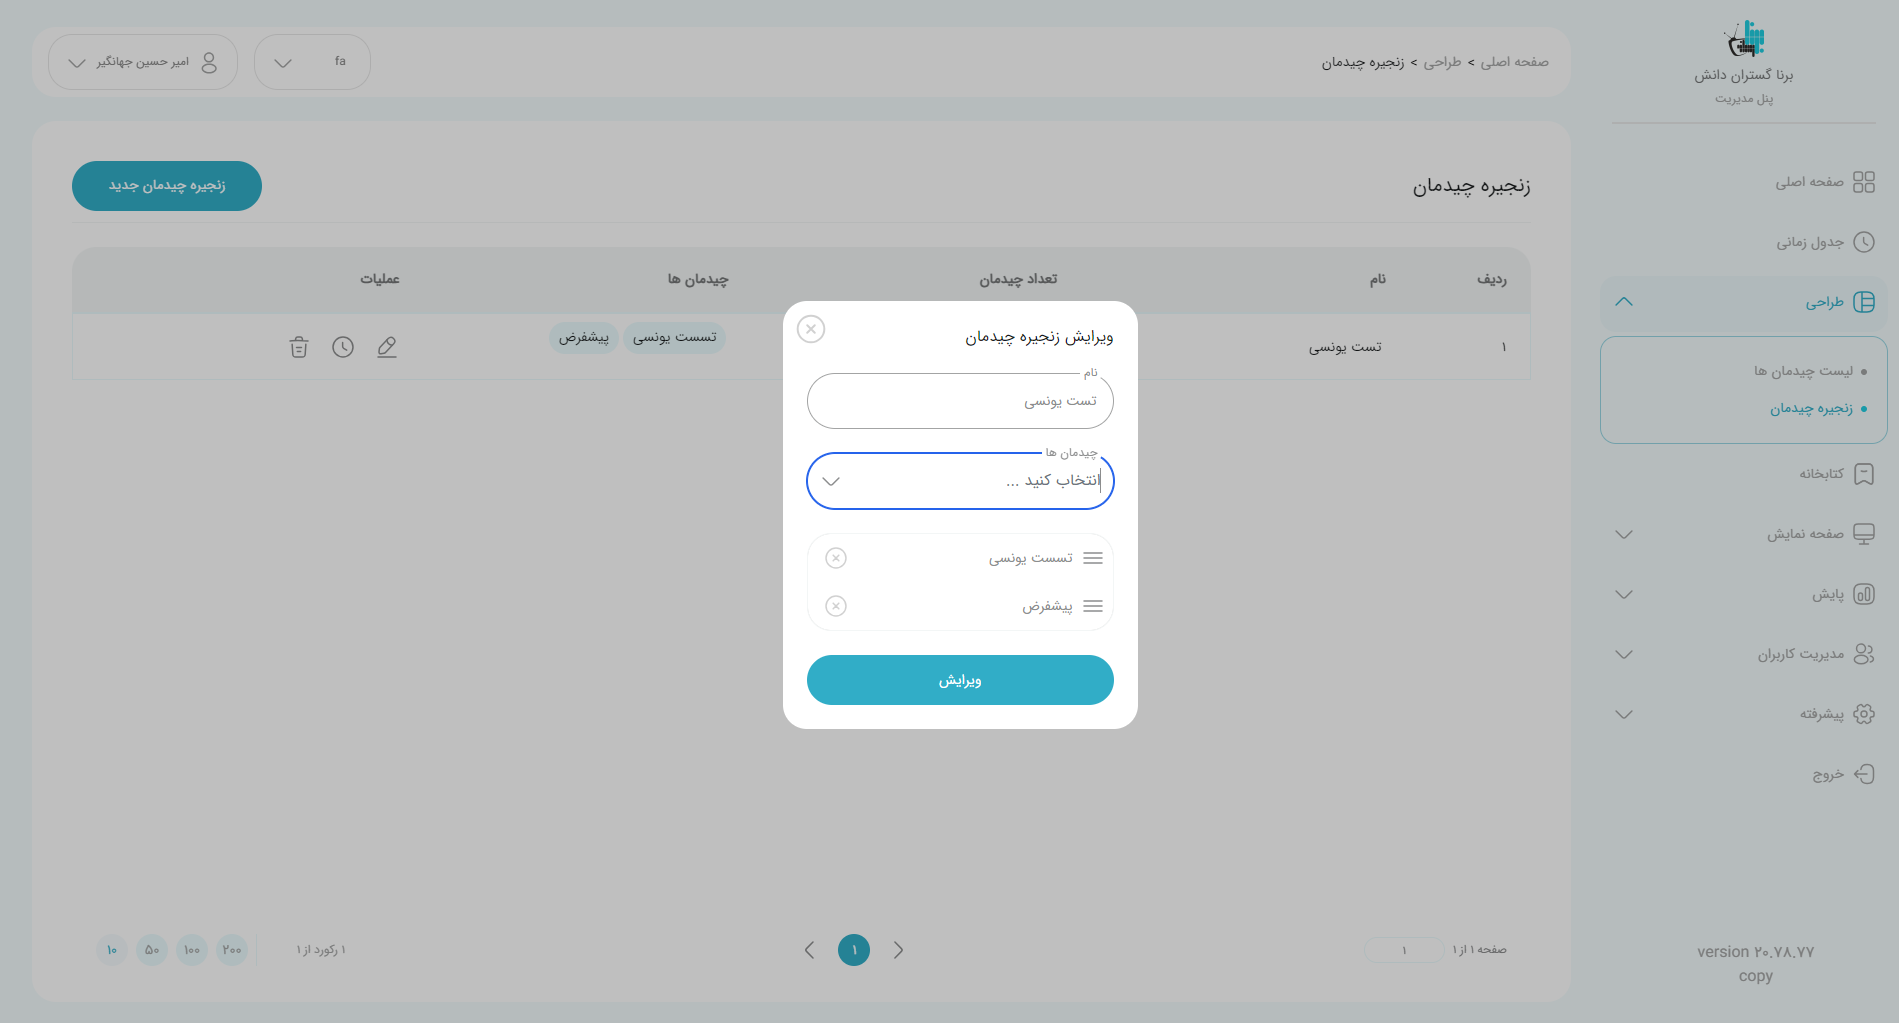 برنا گستران دانش
پنل مدیریت
صفحه اصلی
جدول زمانی
طراحی
لیست چیدمان ها
زنجیره چیدمان
کتابخانه
صفحه نمایش
پایش
مدیریت کاربران
پیشرفته
خروج
version ۲۰.۷۸.۷۷
copy
صفحه اصلی > طراحی > زنجیره چیدمان
fa
امیر حسین جهانگیر
زنجیره چیدمان
زنجیره چیدمان جدید
ردیف نام تعداد چیدمان چیدمان ها عملیات
۱ تست یونسی تسست یونسی پیشفرض
ویرایش زنجیره چیدمان
نام
تست یونسی
چیدمان ها
انتخاب کنید ...
تسست یونسی
پیشفرض
ویرایش
صفحه ۱ از ۱
۱
۱
۱ رکورد از ۱
۲۰۰ ۱۰۰ ۵۰ ۱۰